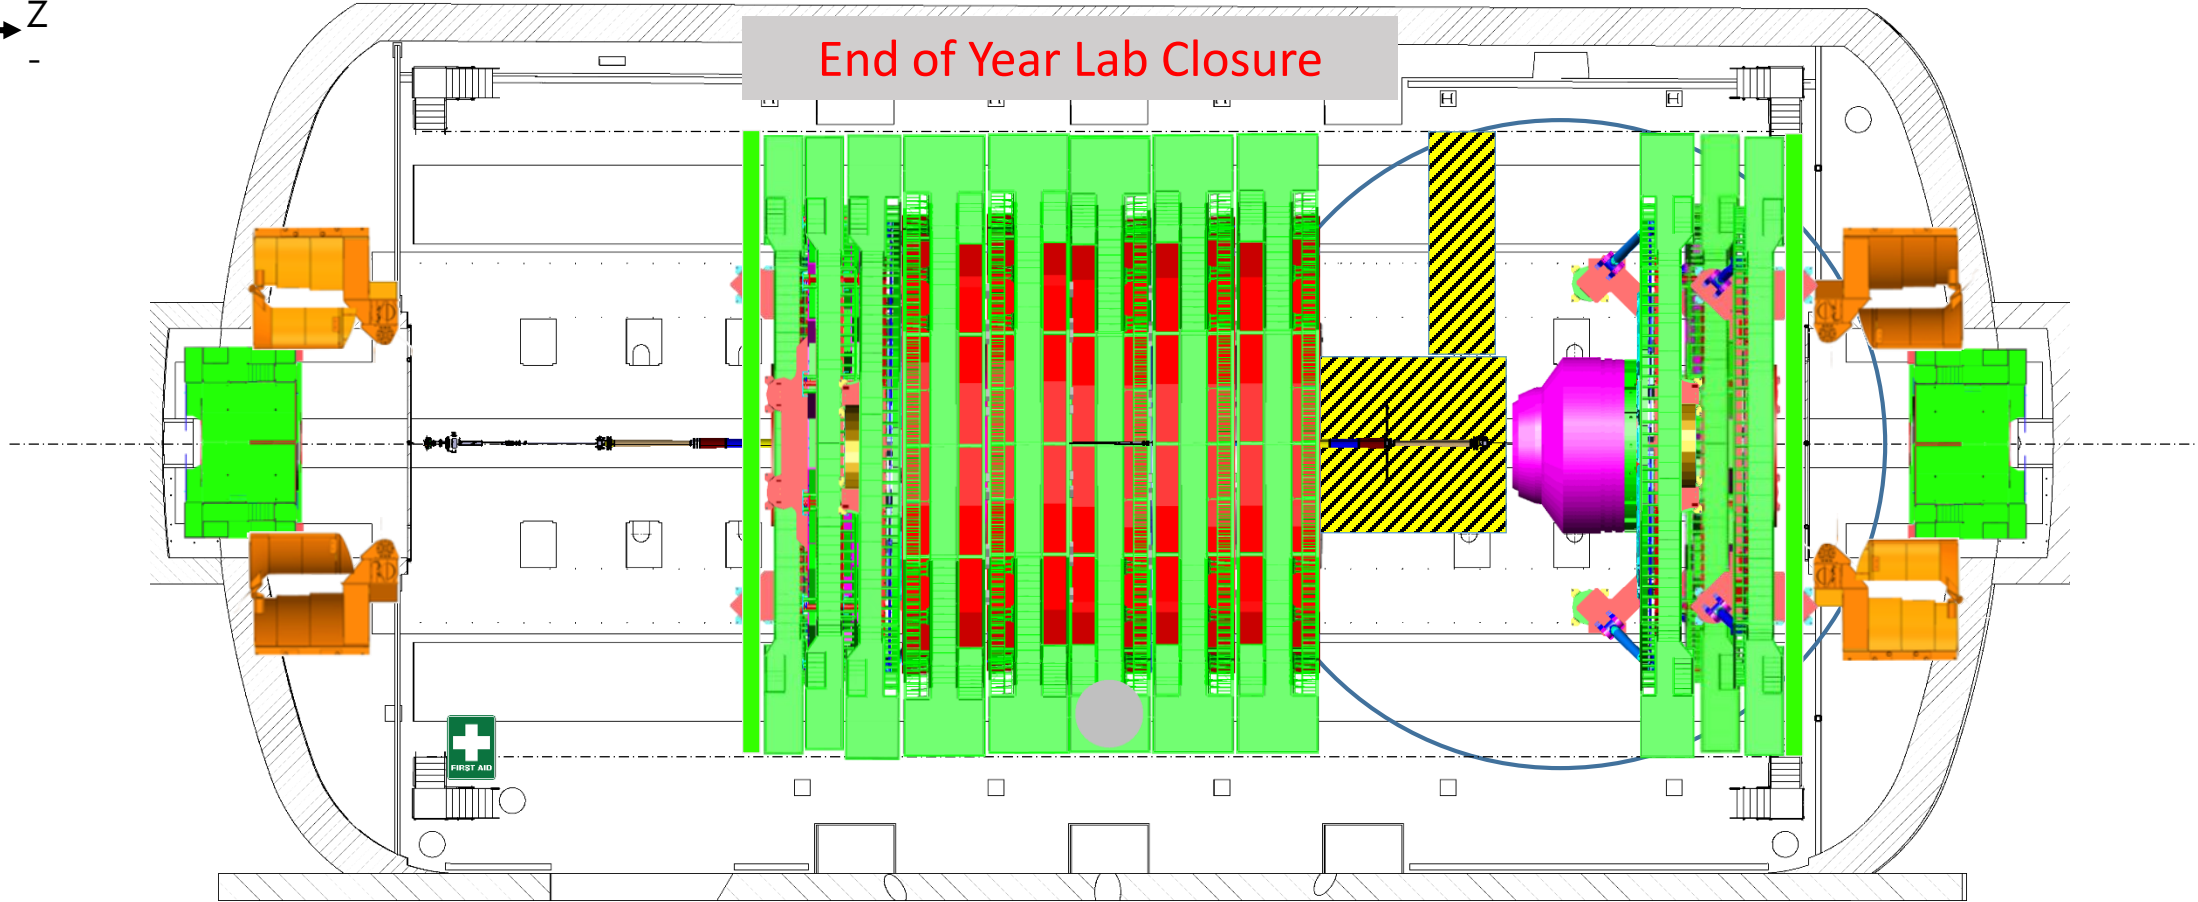 Z
-
End of Year Lab Closure
FIRST AID